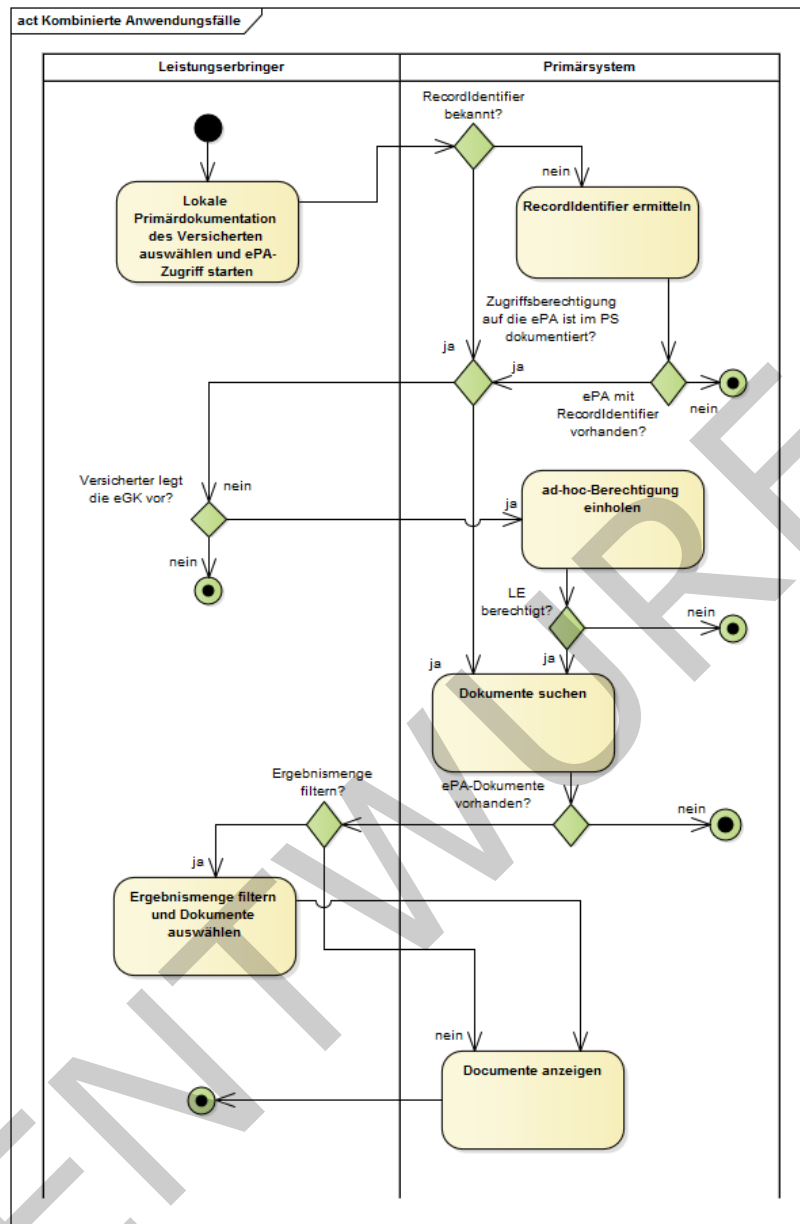 act Kombinierte Anwendungsfälle
Leistungserbringer
Primärsystem
RecordIdentifier
bekannt?
nein
Lokale
Primärdokumentation
des Versicherten
auswählen und ePA-
Zugriff starten
RecordIdentifier ermitteln
Zugriffsberechtigung
auf die ePA ist im PS
dokumentiert?
ja
ja
ePA mit
RecordIdentifier
vorhanden?
nein
Versicherter legt
die eGK vor?
nein
ja
ad-hoc-Berechtigung
einholen
nein
LE
berechtigt?
nein
ja
ja
Dokumente suchen
Ergebnismenge
filtern?
ePA-Dokumente
vorhanden?
nein
ja
Ergebnismenge filtern
und Dokumente
auswählen
nein
Documente anzeigen
ENTWURF